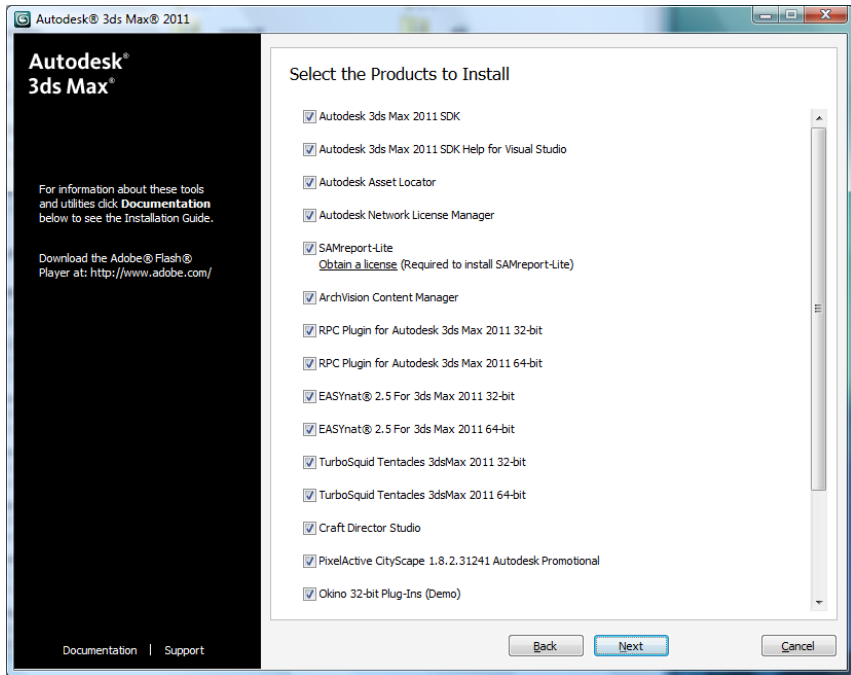 Autodesk® 3ds Max® 2011
Autodesk®
3ds Max®
For information about these tools
and utilities click Documentation
below to see the Installation Guide.
Download the Adobe® Flash®
Player at: http://www.adobe.com/
Documentation | Support
Select the Products to Install
Autodesk 3ds Max 2011 SDK
Autodesk 3ds Max 2011 SDK Help for Visual Studio
Autodesk Asset Locator
Autodesk Network License Manager
SAMreport-Lite
Obtain a license (Required to install SAMreport-Lite)
ArchVision Content Manager
RPC Plugin for Autodesk 3ds Max 2011 32-bit
RPC Plugin for Autodesk 3ds Max 2011 64-bit
EASYnat® 2.5 For 3ds Max 2011 32-bit
EASYnat® 2.5 For 3ds Max 2011 64-bit
TurboSquid Tentacles 3dsMax 2011 32-bit
TurboSquid Tentacles 3dsMax 2011 64-bit
Craft Director Studio
PixelActive CityScape 1.8.2.31241 Autodesk Promotional
Okino 32-bit Plug-Ins (Demo)
Back Next Cancel